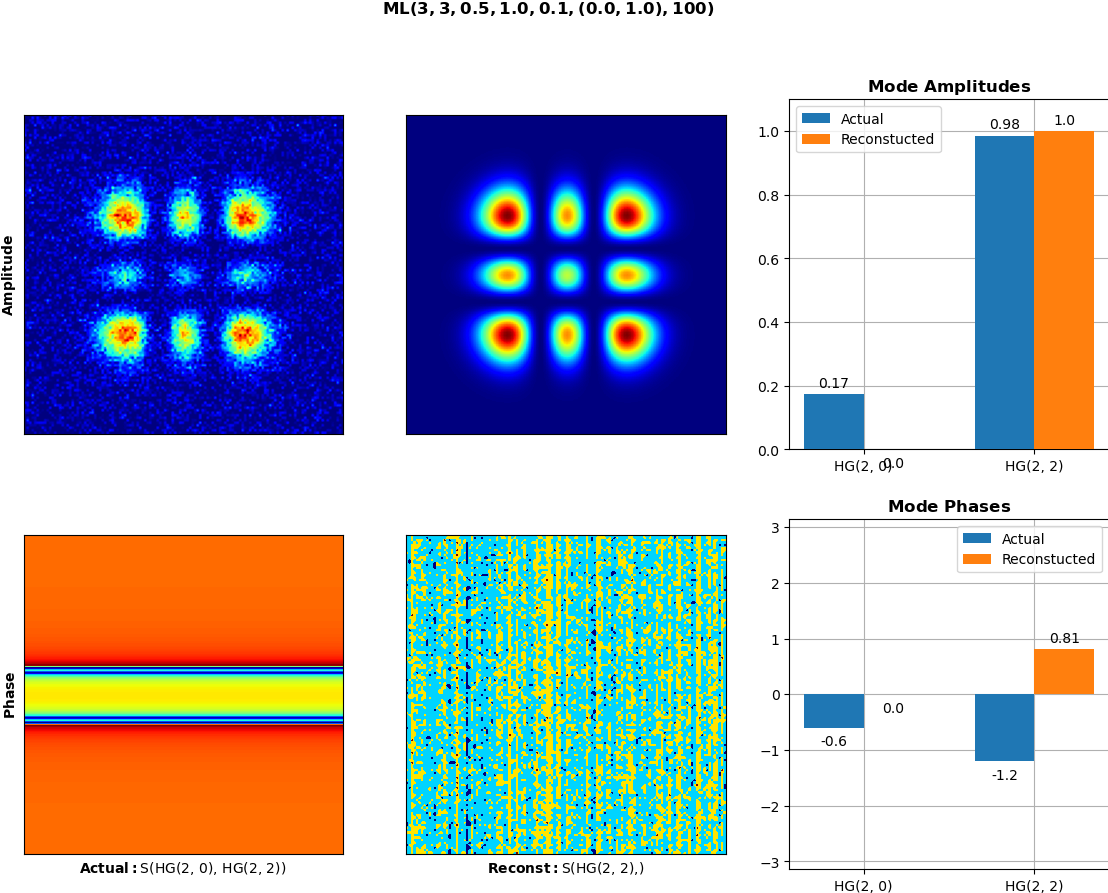 ML(3, 3, 0.5, 1.0, 0.1, (0.0, 1.0), 100)
Amplitude
Mode Amplitudes
Actual
Reconstucted
1.0
0.8
0.6
0.4
0.2
0.0
0.17
0.0
0.98
1.0
HG(2, 0)
HG(2, 2)
Phase
Actual: S(HG(2, 0), HG(2, 2))
Reconst: S(HG(2, 2),)
Mode Phases
Actual
Reconstucted
3
2
1
0
−1
−2
−3
-0.6
0.0
-1.2
0.81
HG(2, 0)
HG(2, 2)